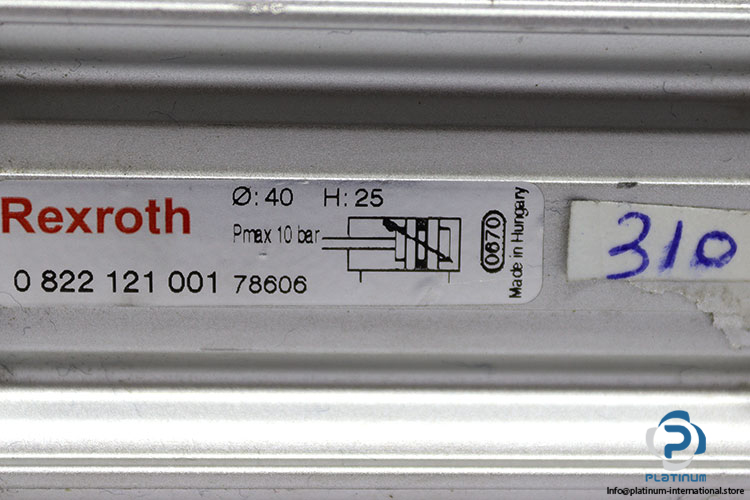 Rexroth
Ø: 40 H: 25
Pmax 10 bar
0 822 121 001 78606
0670
Made in Hungary
310
P
PLATINUM
Info@platinum-international.store